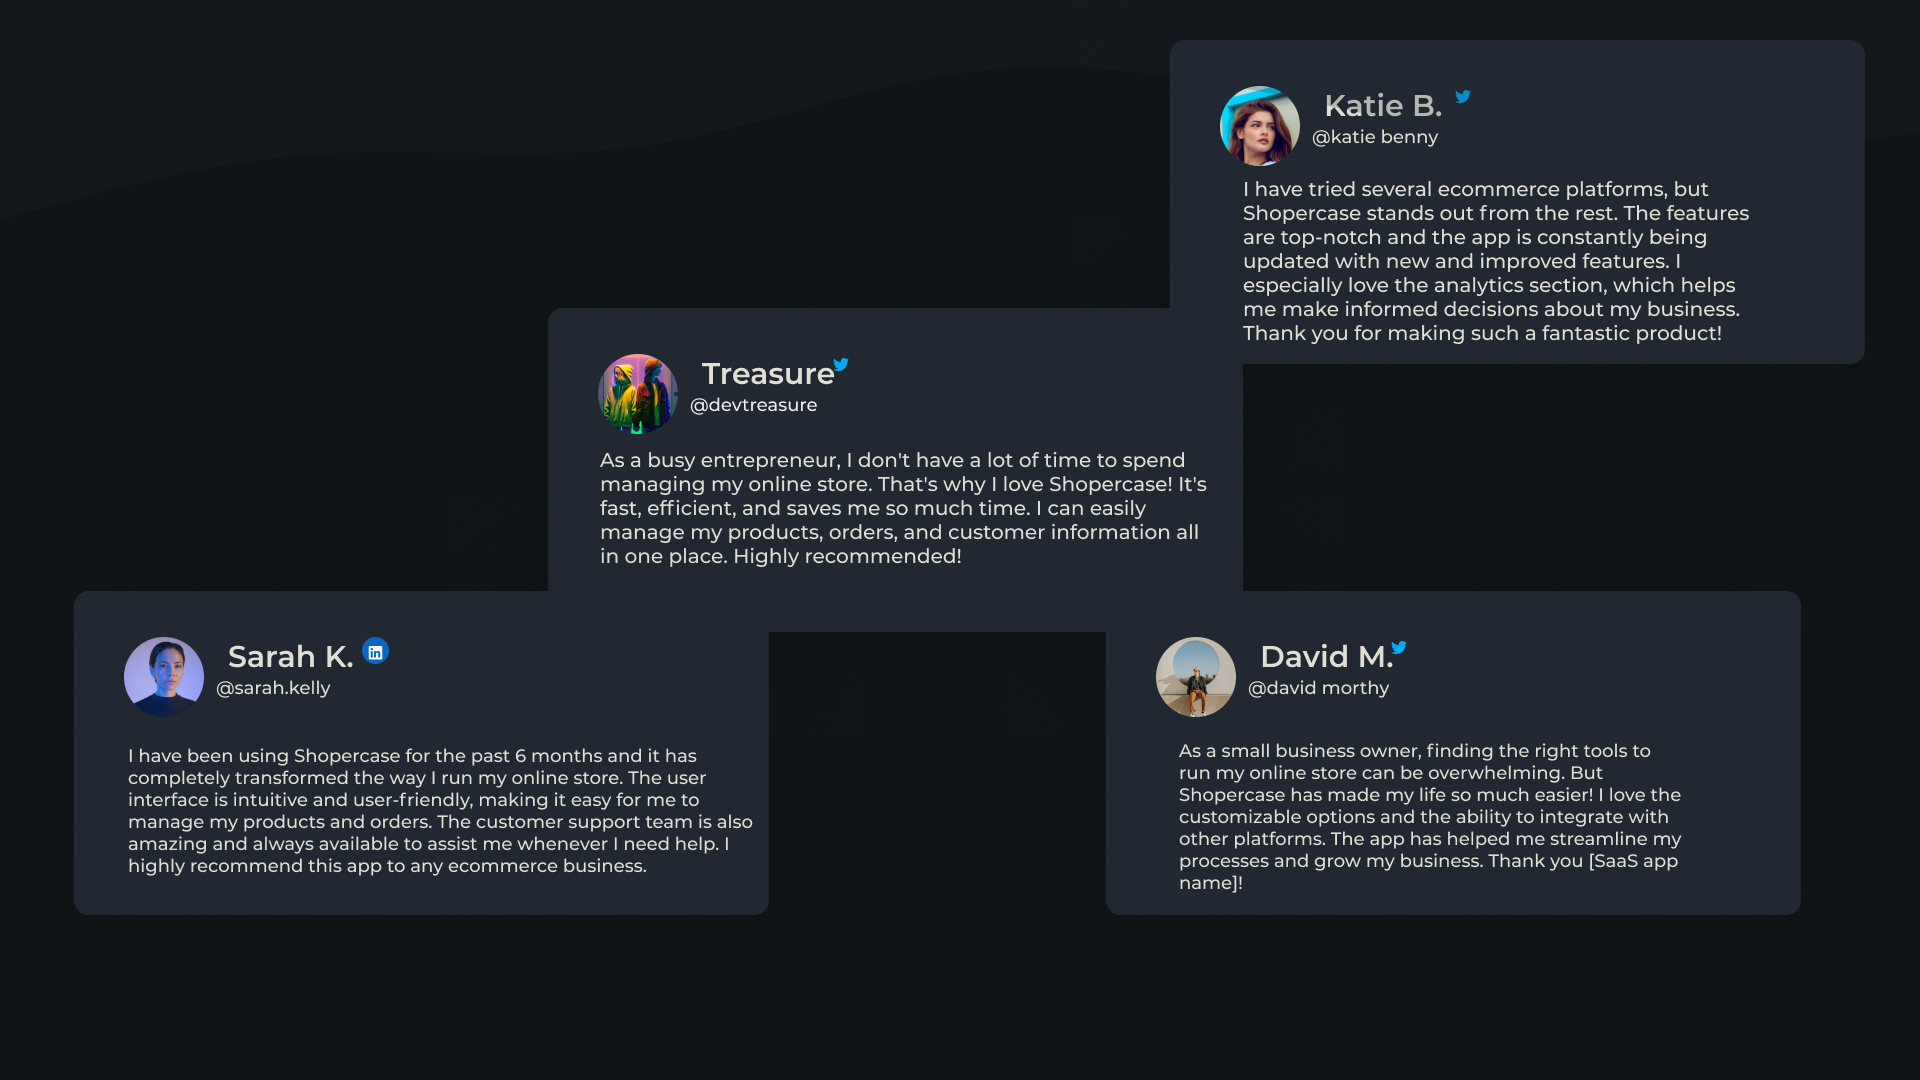 Katie B.
@katie benny
I have tried several ecommerce platforms, but
Shopercase stands out from the rest. The features
are top-notch and the app is constantly being
updated with new and improved features. I
especially love the analytics section, which helps
me make informed decisions about my business.
Thank you for making such a fantastic product!
Treasure
@devtreasure
As a busy entrepreneur, I don't have a lot of time to spend
managing my online store. That's why I love Shopercase! It's
fast, efficient, and saves me so much time. I can easily
manage my products, orders, and customer information all
in one place. Highly recommended!
Sarah K.
@sarah.kelly
I have been using Shopercase for the past 6 months and it has
completely transformed the way I run my online store. The user
interface is intuitive and user-friendly, making it easy for me to
manage my products and orders. The customer support team is also
amazing and always available to assist me whenever I need help. I
highly recommend this app to any ecommerce business.
David M.
@david morthy
As a small business owner, finding the right tools to
run my online store can be overwhelming. But
Shopercase has made my life so much easier! I love the
customizable options and the ability to integrate with
other platforms. The app has helped me streamline my
processes and grow my business. Thank you [SaaS app
name]!